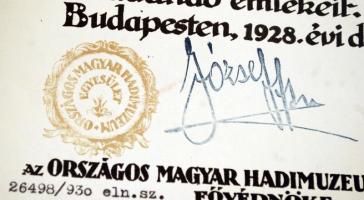 emlékeit.
Budapesten, 1928. évi d
ORSZÁGOS MAGYAR HADIMUZEUM
EGYESÜLET
József
AZ ORSZÁGOS MAGYAR HADIMUZEU
26498/930 eln.sz.
FŐVÉDNÖKE